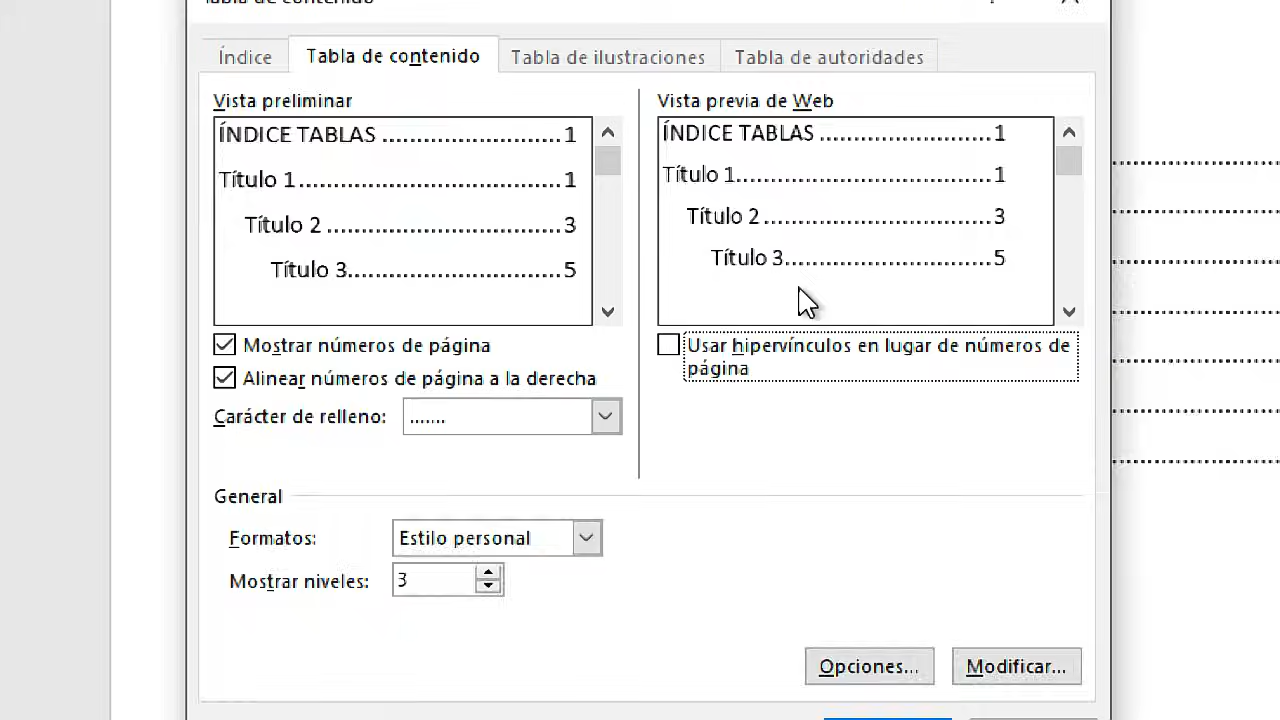 Tabla de contenido
Índice
Tabla de contenido
Tabla de ilustraciones
Tabla de autoridades
Vista preliminar
ÍNDICE TABLAS ..................................1
Título 1......................................1
Título 2 ..................................3
Título 3...............................5
Mostrar números de página
Alinear números de página a la derecha
Carácter de relleno: .......
Vista previa de Web
ÍNDICE TABLAS .........................1
Título 1.....................................1
Título 2 .................................3
Título 3..............................5
Usar hipervínculos en lugar de números de
página
General
Formatos: Estilo personal
Mostrar niveles: 3
Opciones...
Modificar...